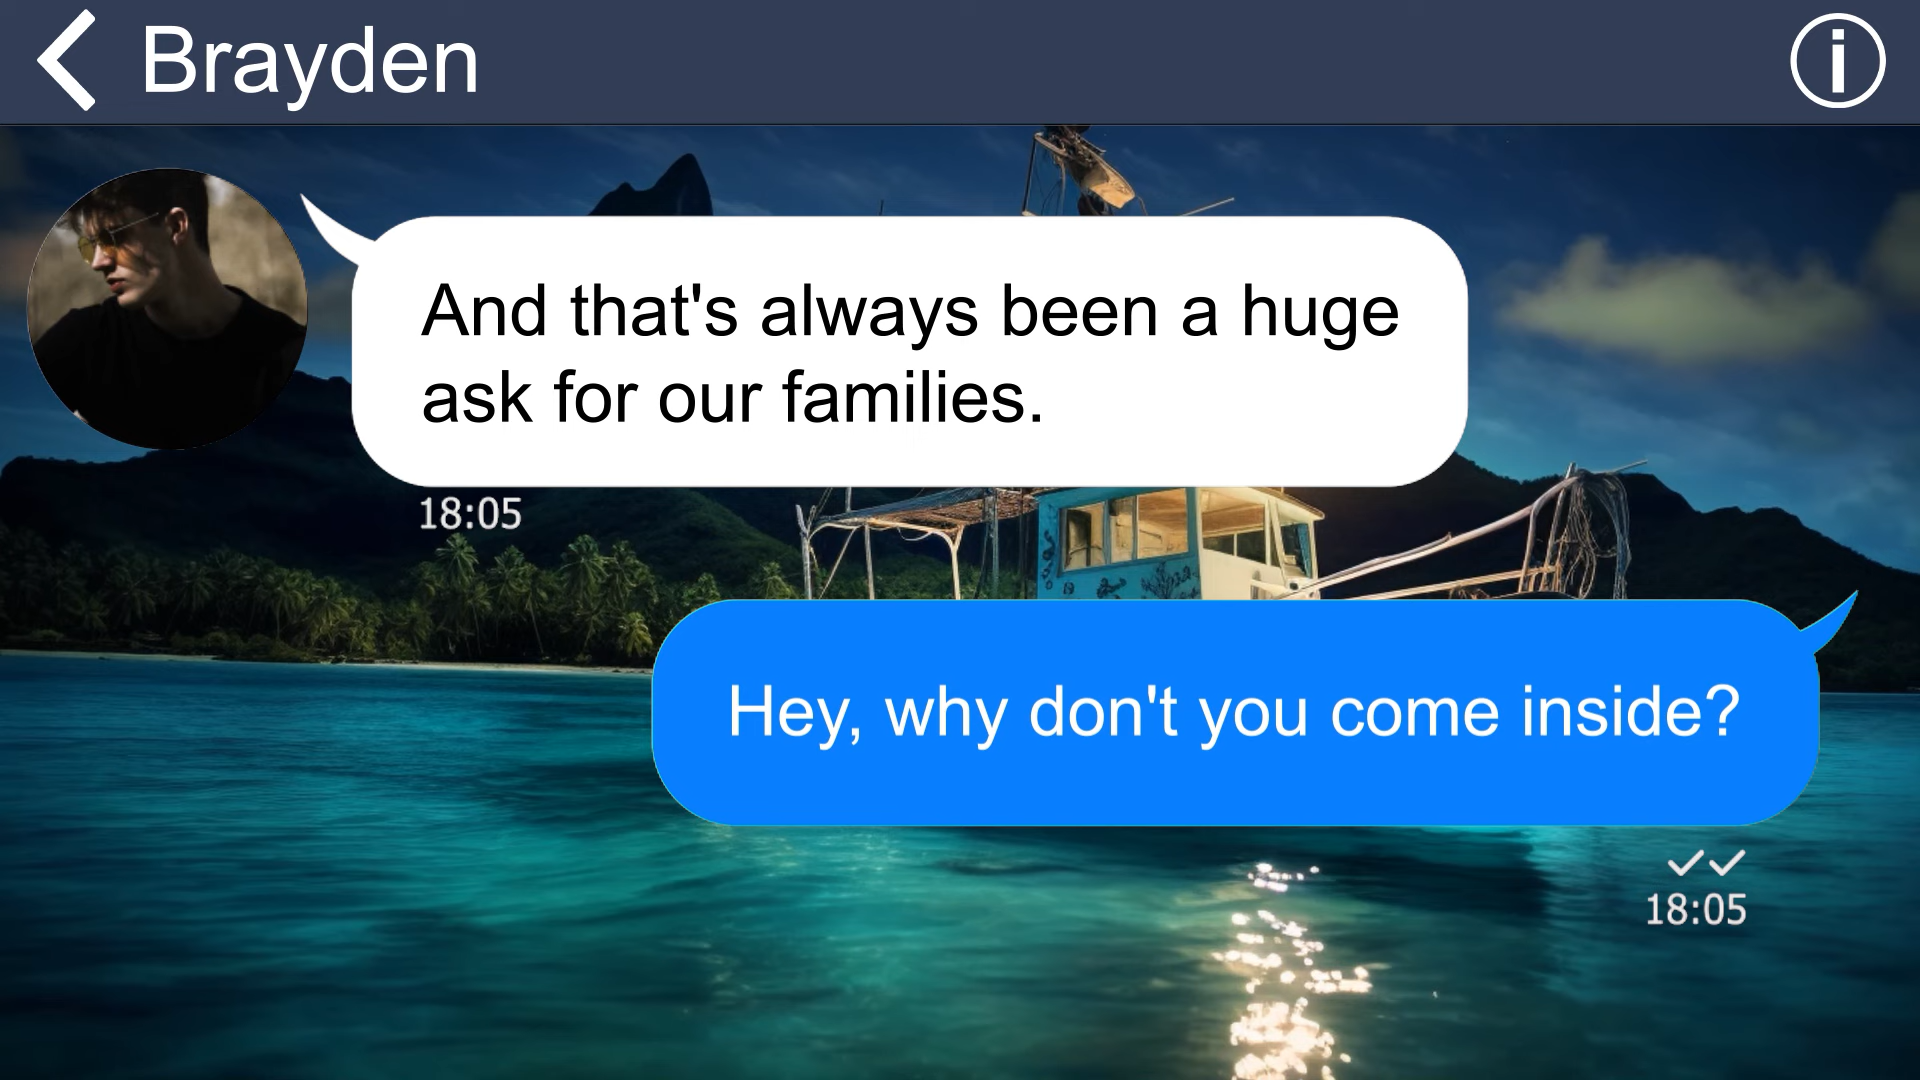 Brayden
And that's always been a huge
ask for our families.
18:05
Hey, why don't you come inside?
18:05